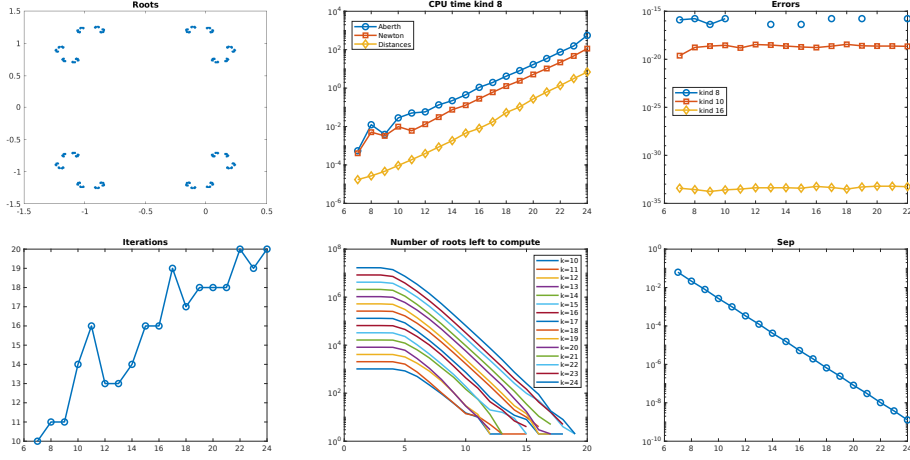 Roots
1.5
1
0.5
0
-0.5
-1
-1.5
-1.5
-1
-0.5
0
0.5
CPU time kind 8
10^4
10^2
10^0
10^-2
10^-4
10^-6
Aberth
Newton
Distances
6 8 10 12 14 16 18 20 22 24
Errors
10^-15
10^-20
10^-25
10^-30
10^-35
kind 8
kind 10
kind 16
6 8 10 12 14 16 18 20 22
Iterations
20
19
18
17
16
15
14
13
12
11
10
6 8 10 12 14 16 18 20 22 24
Number of roots left to compute
10^8
10^6
10^4
10^2
10^0
k=10
k=11
k=12
k=13
k=14
k=15
k=16
k=17
k=18
k=19
k=20
k=21
k=22
k=23
k=24
0 5 10 15 20
Sep
10^0
10^-2
10^-4
10^-6
10^-8
10^-10
6 8 10 12 14 16 18 20 22 24